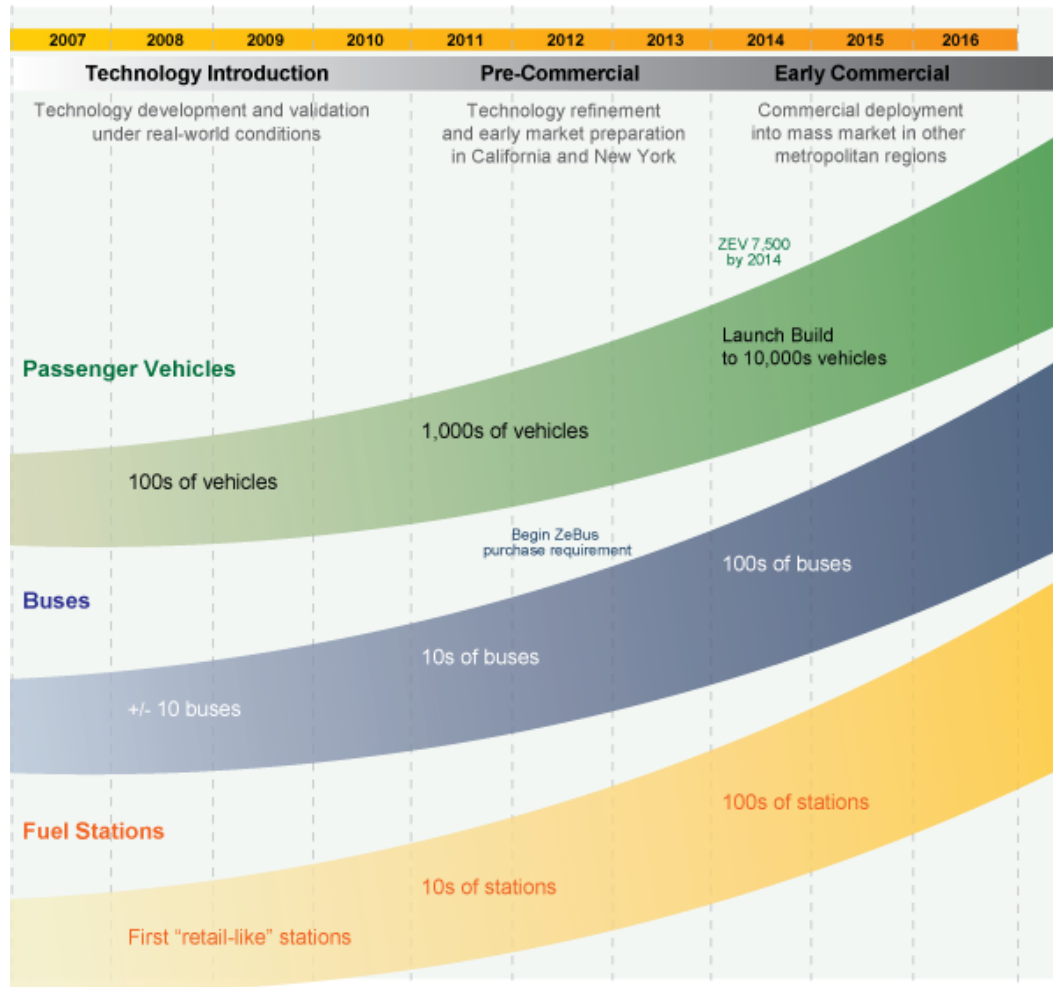 2007 2008 2009 2010 2011 2012 2013 2014 2015 2016
Technology Introduction
Pre-Commercial
Early Commercial
Technology development and validation
under real-world conditions
Technology refinement
and early market preparation
in California and New York
Commercial deployment
into mass market in other
metropolitan regions
ZEV 7,500
by 2014
Launch Build
to 10,000s vehicles
Passenger Vehicles
1,000s of vehicles
100s of vehicles
Begin ZeBus
purchase requirement
100s of buses
Buses
10s of buses
+/- 10 buses
100s of stations
Fuel Stations
10s of stations
First “retail-like” stations